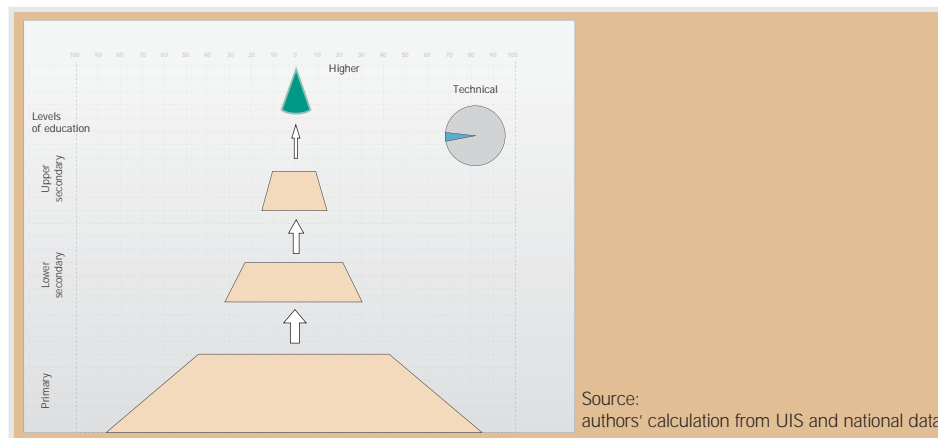 100 90 80 70 60 50 40 30 20 10 0 10 20 30 40 50 60 70 80 90 100
Higher
Technical
Levels
of education
Upper
secondary
Lower
secondary
Primary
Source:
authors' calculation from UIS and national data